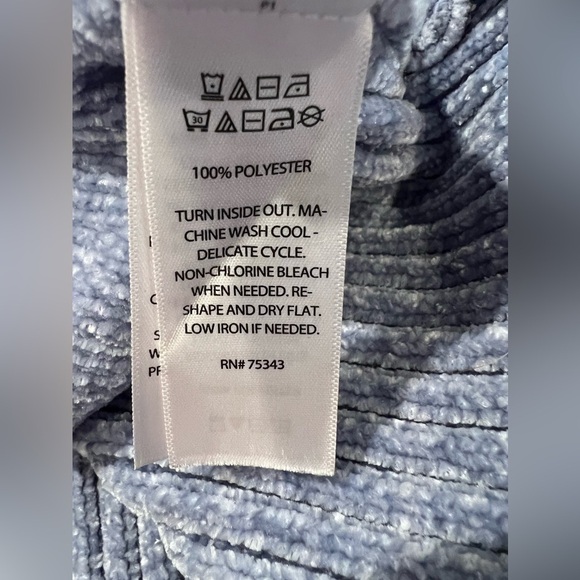 30
100% POLYESTER
TURN INSIDE OUT. MA-
CHINE WASH COOL -
DELICATE CYCLE.
NON-CHLORINE BLEACH
WHEN NEEDED. RE-
SHAPE AND DRY FLAT.
LOW IRON IF NEEDED.
RN# 75343